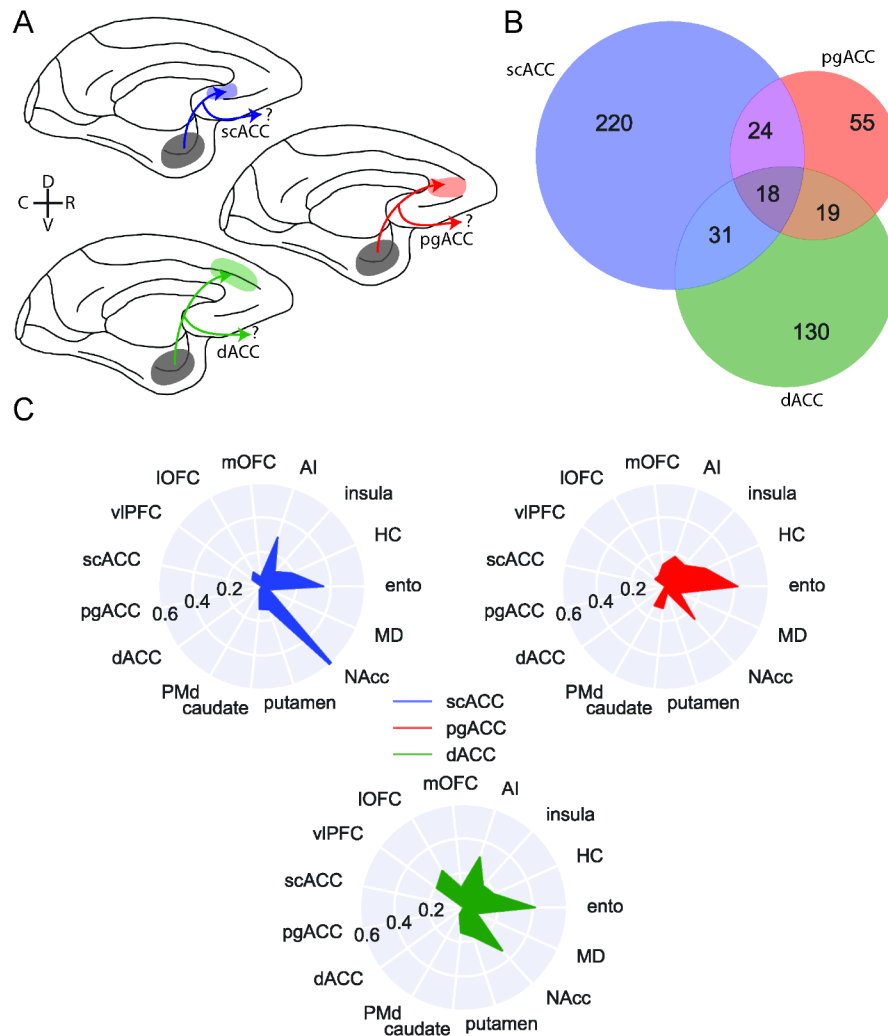 A
?
scACC
D
C R
V
?
pgACC
?
dACC
B
scACC
pgACC
220
24
55
18
31
19
130
dACC
C
mOFC
lOFC
AI
vlPFC
insula
scACC
HC
pgACC
ento
dACC
MD
PMd
NAcc
caudate
putamen
0.6 0.4 0.2
mOFC
lOFC
AI
vlPFC
insula
scACC
HC
pgACC
ento
dACC
MD
PMd
NAcc
caudate
putamen
0.6 0.4 0.2
scACC
pgACC
dACC
mOFC
lOFC
AI
vlPFC
insula
scACC
HC
pgACC
ento
dACC
MD
PMd
NAcc
caudate
putamen
0.6 0.4 0.2